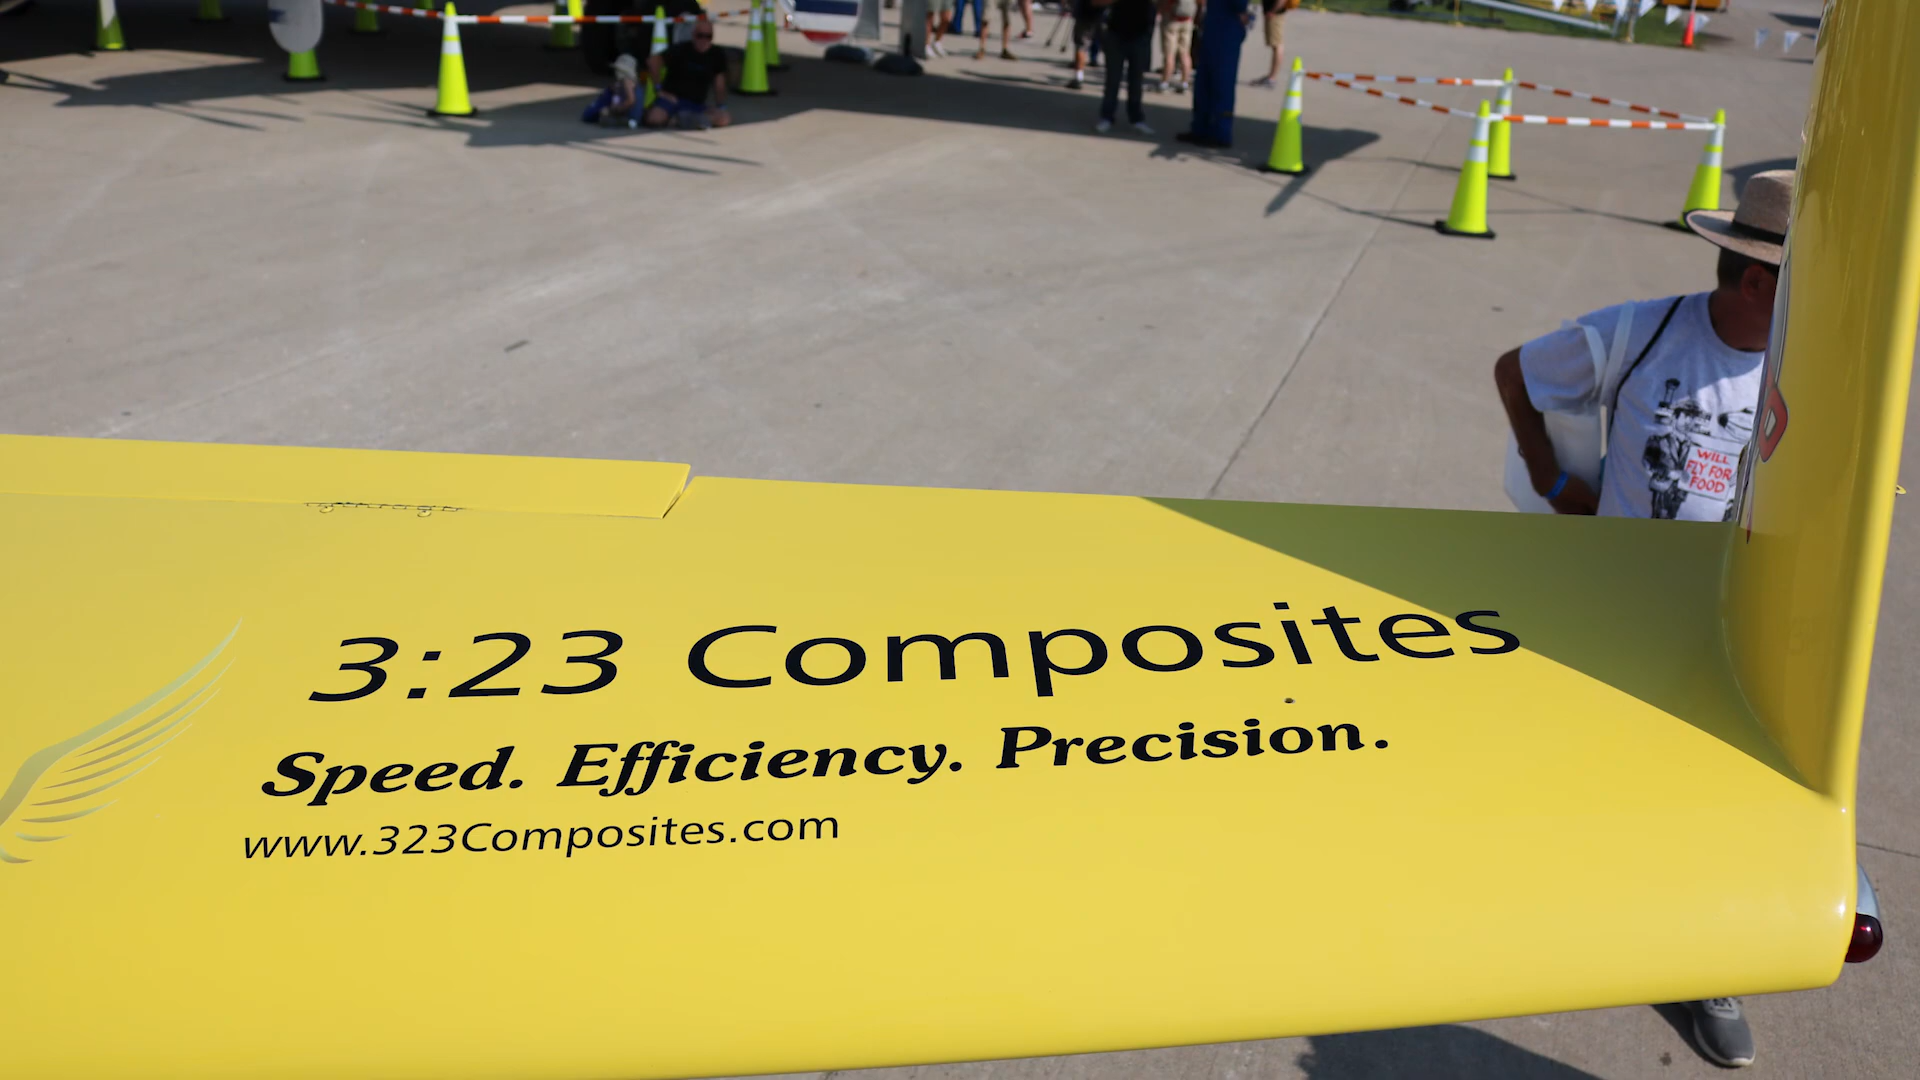 WILL
FLY FOR
FOOD
3:23 Composites
Speed. Efficiency. Precision.
www.323Composites.com